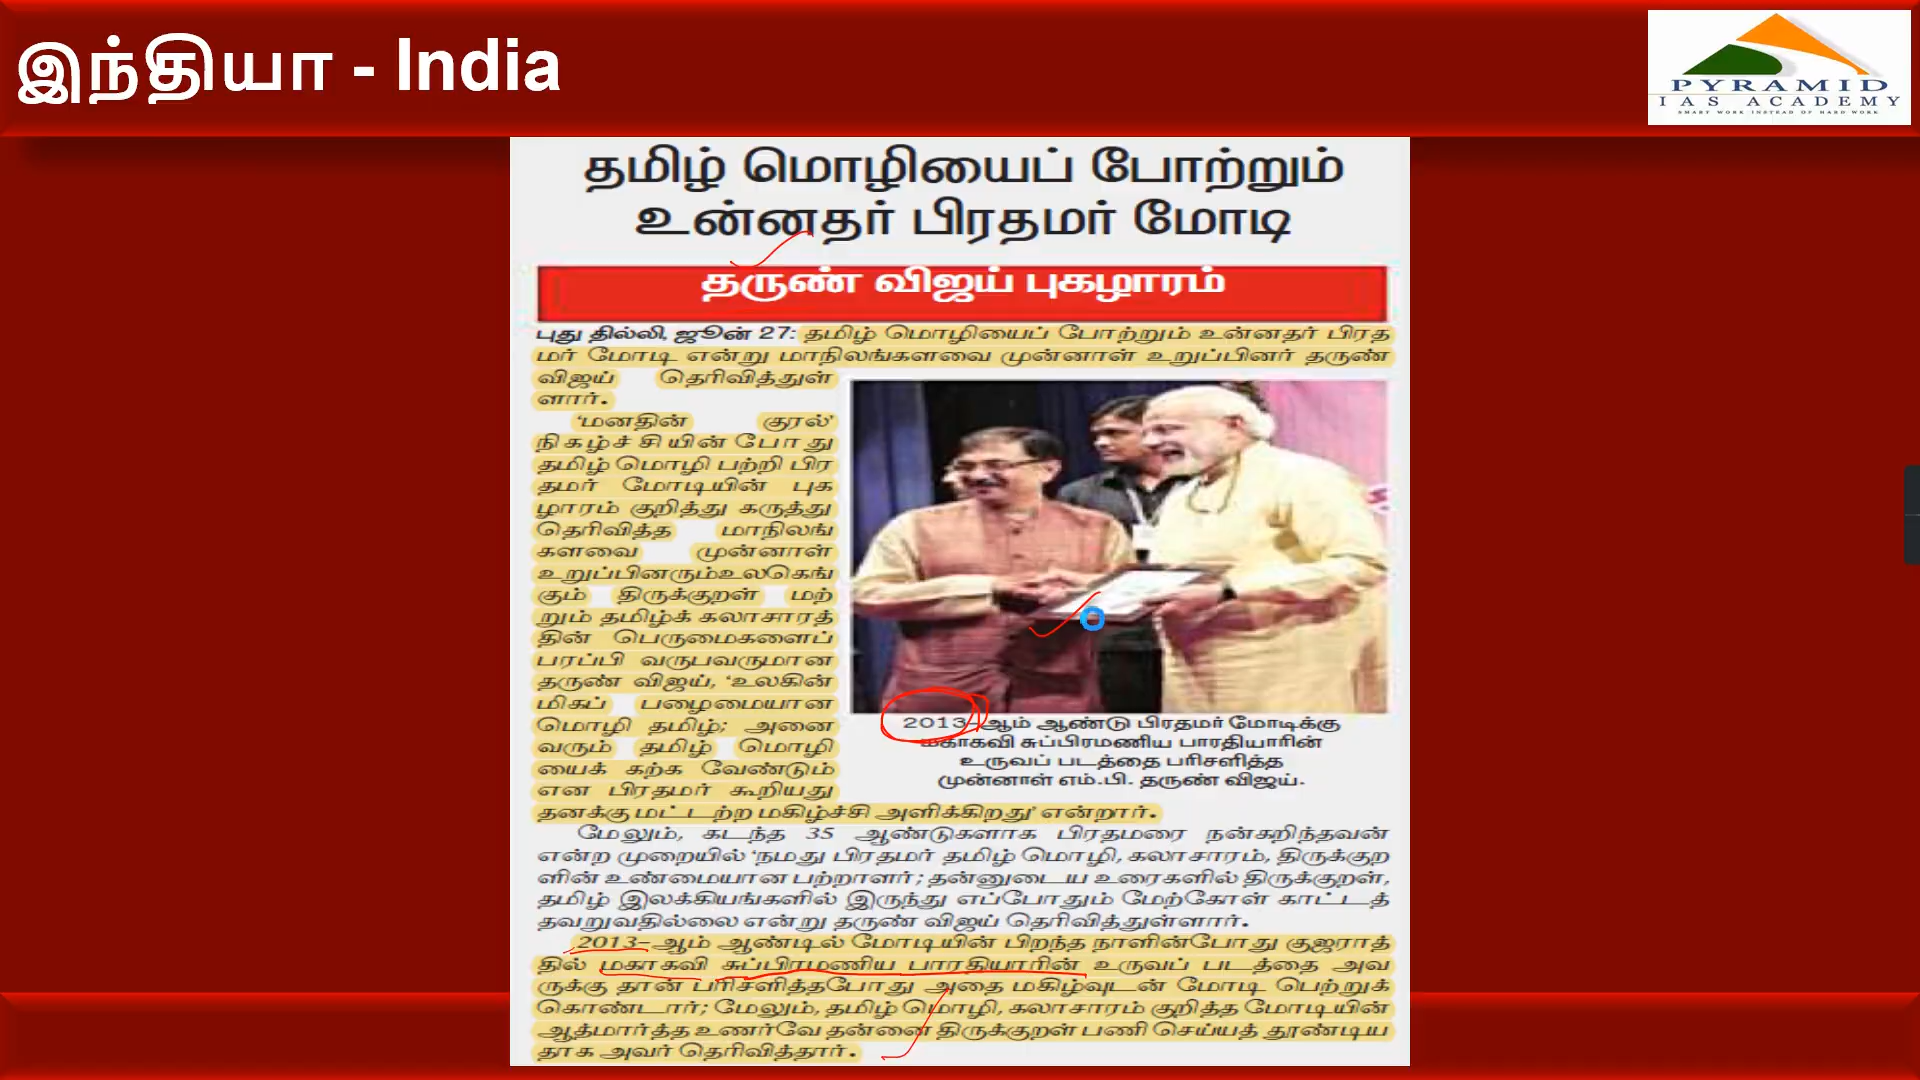 இந்தியா - India
PYRAMID
IAS ACADEMY
SMART WORK INSTEAD OF HARD WORK
தமிழ் மொழியைப் போற்றும்
உன்னதர் பிரதமர் மோடி
தருண் விஜய் புகழாரம்
புது தில்லி, ஜூன் 27: தமிழ் மொழியைப் போற்றும் உன்னதர் பிரத
மர் மோடி என்று மாநிலங்களவை முன்னாள் உறுப்பினர் தருண்
விஜய் தெரிவித்துள்
ளார்.
'மனதின் குரல்'
நிகழ்ச்சியின் போது
தமிழ் மொழி பற்றி பிர
தமர் மோடியின் புக
ழாரம் குறித்து கருத்து
தெரிவித்த மாநிலங்
களவை முன்னாள்
உறுப்பினரும்உலகெங்
கும் திருக்குறள் மற்
றும் தமிழ்க் கலாசாரத்
தின் பெருமைகளைப்
பரப்பி வருபவருமான
தருண் விஜய், 'உலகின்
மிகப் பழைமையான
மொழி தமிழ்; அனை
வரும் தமிழ் மொழி
யைக் கற்க வேண்டும்
என பிரதமர் கூறியது
தனக்கு மட்டற்ற மகிழ்ச்சி அளிக்கிறது' என்றார்.
2013-ஆம் ஆண்டு பிரதமர் மோடிக்கு
மகாகவி சுப்பிரமணிய பாரதியாரின்
உருவப் படத்தை பரிசளித்த
முன்னாள் எம்.பி. தருண் விஜய்.
மேலும், கடந்த 35 ஆண்டுகளாக பிரதமரை நன்கறிந்தவன்
என்ற முறையில் 'நமது பிரதமர் தமிழ் மொழி, கலாசாரம், திருக்குற
ளின் உண்மையான பற்றாளர்; தன்னுடைய உரைகளில் திருக்குறள்,
தமிழ் இலக்கியங்களில் இருந்து எப்போதும் மேற்கோள் காட்டத்
தவறுவதில்லை என்று தருண் விஜய் தெரிவித்துள்ளார்.
2013-ஆம் ஆண்டில் மோடியின் பிறந்த நாளின்போது குஜராத்
தில் மகாகவி சுப்பிரமணிய பாரதியாரின் உருவப் படத்தை அவ
ருக்கு தான் பரிசளித்தபோது அதை மகிழ்வுடன் மோடி பெற்றுக்
கொண்டார்; மேலும், தமிழ் மொழி, கலாசாரம் குறித்த மோடியின்
ஆத்மார்த்த உணர்வே தன்னை திருக்குறள் பணி செய்யத் தூண்டிய
தாக அவர் தெரிவித்தார்.